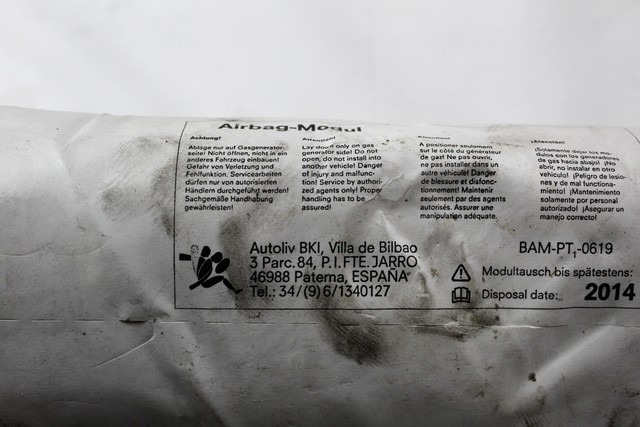 Airbag-Modul
Achtung!
Ablage nur auf Gasgenerator-
seite! Nicht öffnen, nicht in ein
anderes Fahrzeug einbauen!
Gefahr von Verletzung und
Fehlfunktion. Servicearbeiten
dürfen nur von autorisierten
Händlern durchgeführt werden!
Sachgemäße Handhabung
gewährleisten!
Attention!
Lay down only on gas
generator side! Do not
open, do not install into
another vehicle! Danger
of injury and malfunc-
tion! Service by authori-
zed agents only! Proper
handling has to be
assured!
Attention!
A positioner seulement
sur le côté du générateur
de gaz! Ne pas ouvrir,
ne pas installer dans un
autre véhicule! Danger
de blessure et disfonc-
tionnement! Maintenir
seulement par des agents
autorisés. Assurer une
manipulation adéquate.
¡Atención!
¡Solamente dejar los mo-
dulos con los generadores
de gas hacia abajo! ¡No
abrir, no instalar en otro
vehículo! ¡Peligro de lesio-
nes y de mal funciona-
miento! ¡Mantenimiento
solamente por personal
autorizado! ¡Asegurar un
manejo correcto!
Autoliv BKI, Villa de Bilbao
3 Parc. 84, P.I. FTE. JARRO
46988 Paterna, ESPAÑA
Tel.: 34/(9)6/1340127
BAM-PT₁-0619
Modultausch bis spätestens:
Disposal date: 2014